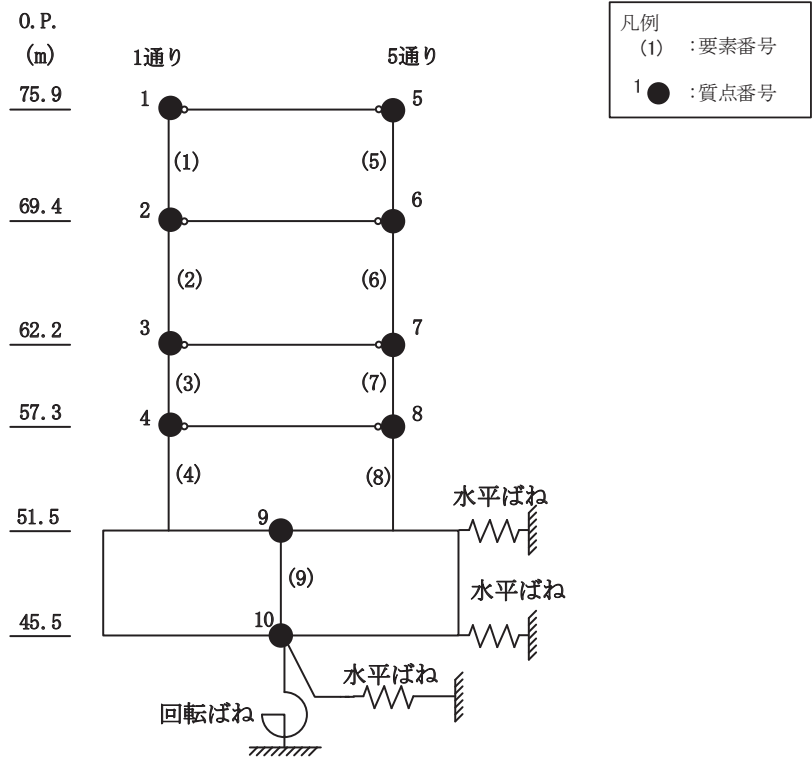 O.P.
(m)
1通り
5通り
凡例
(1) :要素番号
1 :質点番号
75.9
1
5
(1)
(5)
69.4
2
6
(2)
(6)
62.2
3
7
(3)
(7)
57.3
4
8
(4)
(8)
水平ばね
51.5
9
(9)
水平ばね
45.5
10
水平ばね
回転ばね